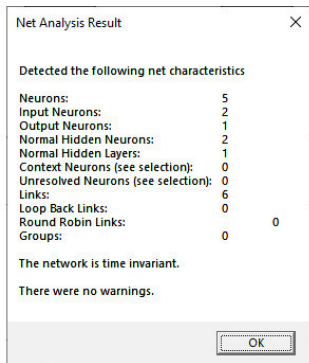 Net Analysis Result
Detected the following net characteristics
Neurons: 5
Input Neurons: 2
Output Neurons: 1
Normal Hidden Neurons: 2
Normal Hidden Layers: 1
Context Neurons (see selection): 0
Unresolved Neurons (see selection): 0
Links: 6
Loop Back Links: 0
Round Robin Links: 0
Groups: 0
The network is time invariant.
There were no warnings.
OK